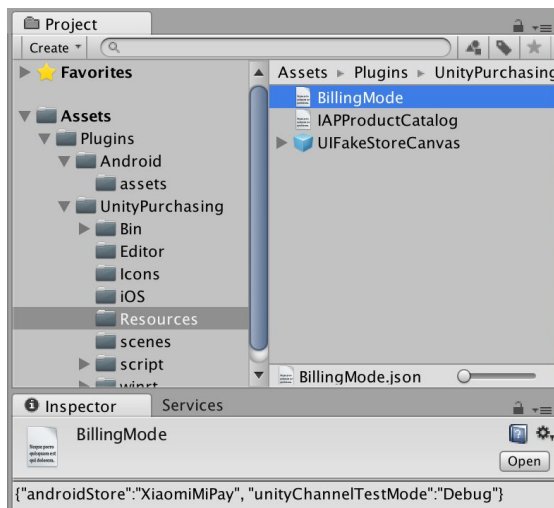 Project
Create
Favorites
Assets
Plugins
Android
assets
UnityPurchasing
Bin
Editor
Icons
iOS
Resources
scenes
script
winrt
Assets ▸ Plugins ▸ UnityPurchasing
BillingMode
IAPProductCatalog
UIFakeStoreCanvas
BillingMode.json
Inspector
Services
BillingMode
Open
{"androidStore":"XiaomiMiPay", "unityChannelTestMode":"Debug"}